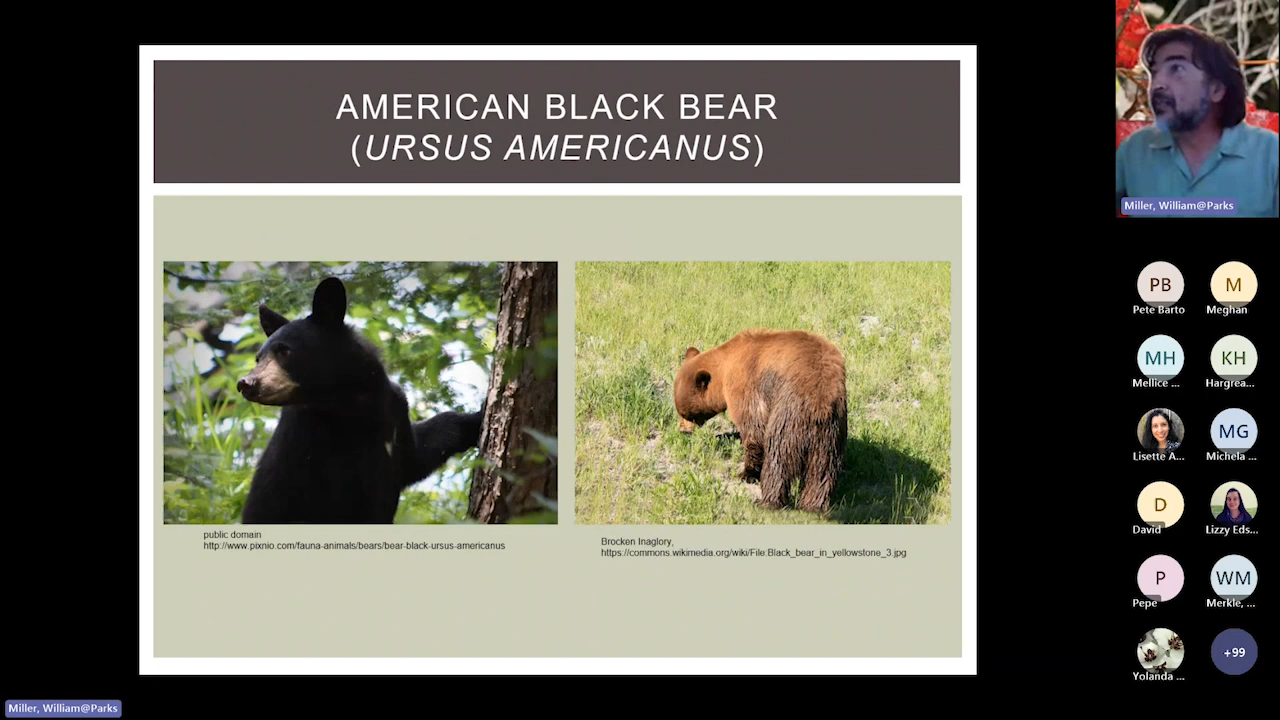 AMERICAN BLACK BEAR
(URSUS AMERICANUS)
public domain
http://www.pixnio.com/fauna-animals/bears/bear-black-ursus-americanus
Brocken Inaglory,
https://commons.wikimedia.org/wiki/File:Black_bear_in_yellowstone_3.jpg
Miller, William@Parks
PB
Pete Barto
M
Meghan
MH
Mellice ...
KH
Hargrea...
Lisette A...
MG
Michela ...
D
David
Lizzy Eds...
P
Pepe
WM
Merkle, ...
Yolanda ...
+99
Miller, William@Parks